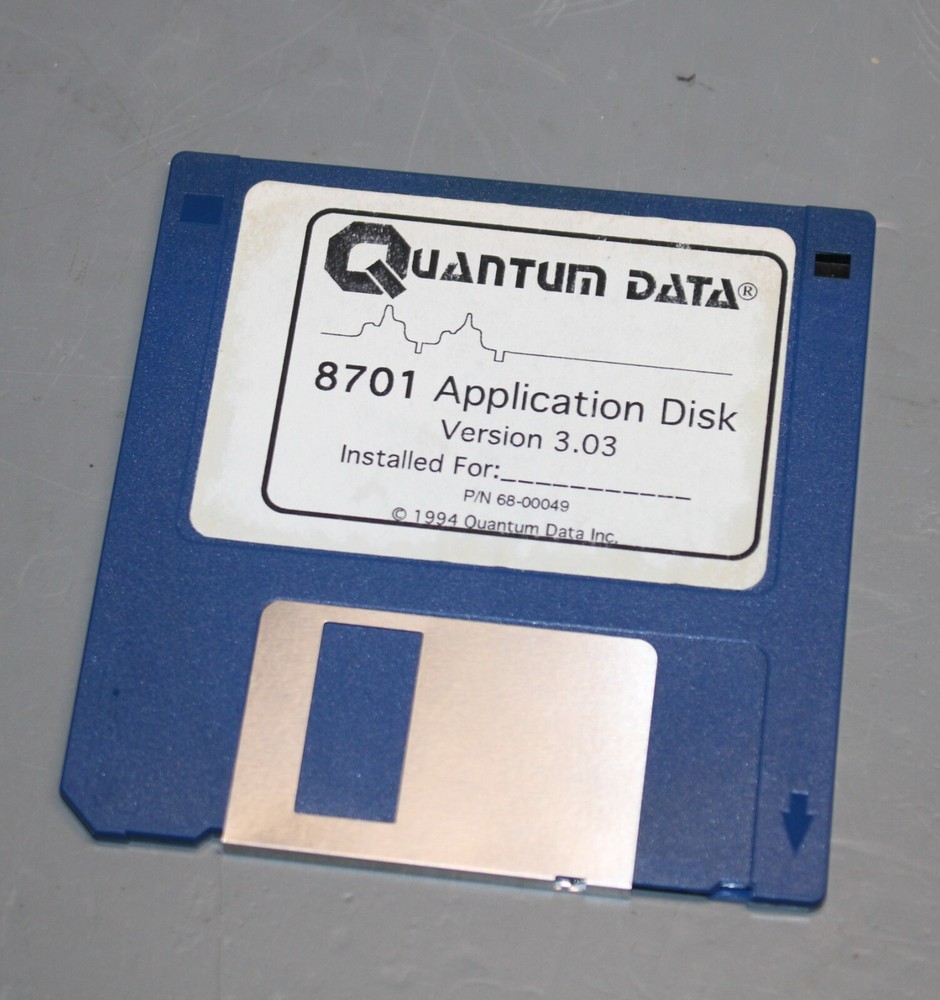 QUANTUM DATA®
8701 Application Disk
Version 3.03
Installed For:___________
P/N 68-00049
© 1994 Quantum Data Inc.